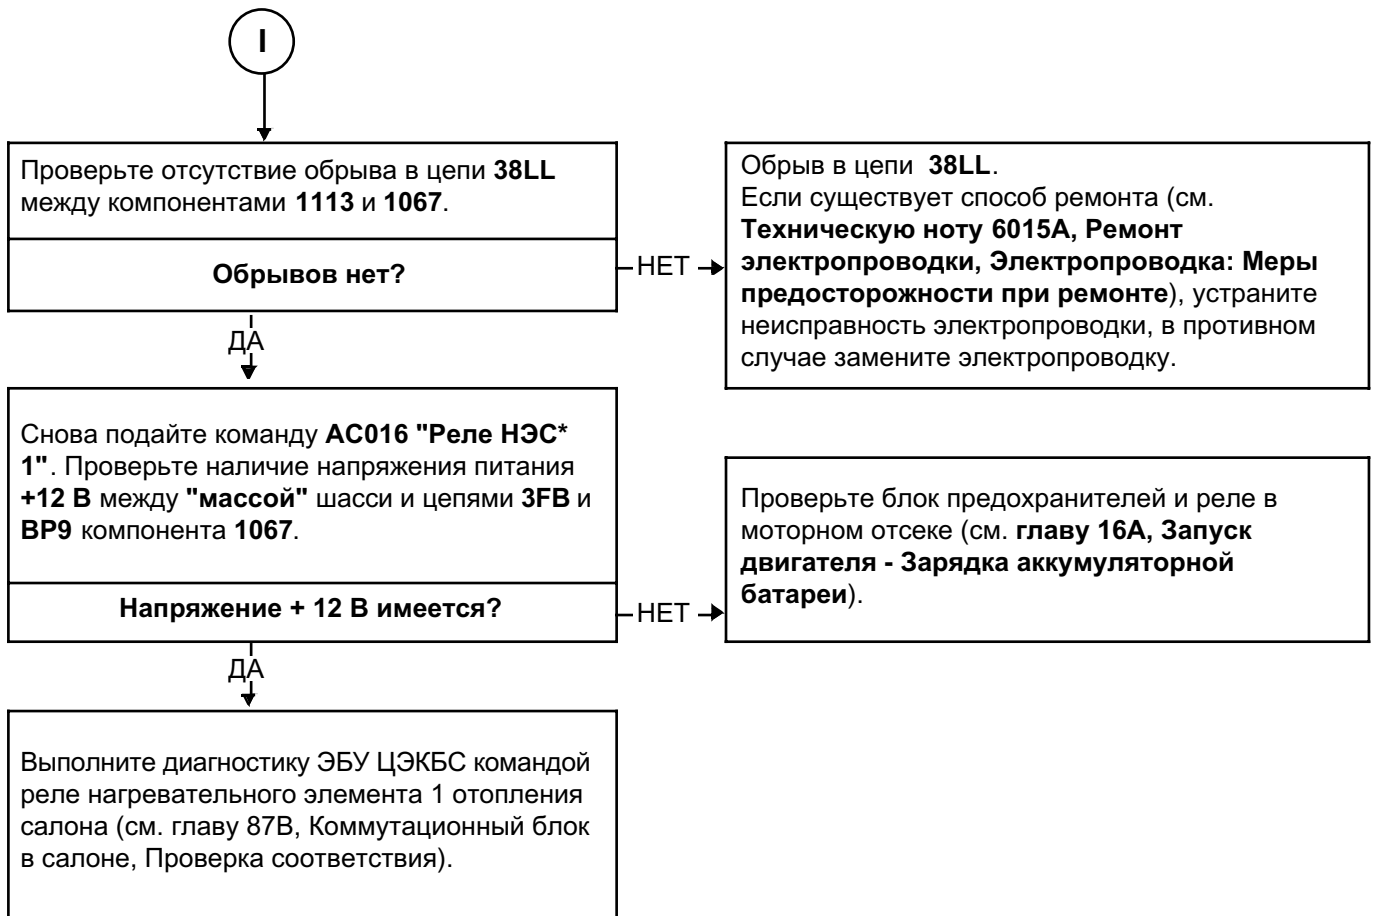 I
Проверьте отсутствие обрыва в цепи 38LL
между компонентами 1113 и 1067.
Обрывов нет?
НЕТ
Обрыв в цепи 38LL.
Если существует способ ремонта (см.
Техническую ноту 6015A, Ремонт
электропроводки, Электропроводка: Меры
предосторожности при ремонте), устраните
неисправность электропроводки, в противном
случае замените электропроводку.
ДА
Снова подайте команду AC016 "Реле НЭС*
1". Проверьте наличие напряжения питания
+12 В между "массой" шасси и цепями 3FB и
BP9 компонента 1067.
Напряжение + 12 В имеется?
НЕТ
Проверьте блок предохранителей и реле в
моторном отсеке (см. главу 16A, Запуск
двигателя - Зарядка аккумуляторной
батареи).
ДА
Выполните диагностику ЭБУ ЦЭКБС командой
реле нагревательного элемента 1 отопления
салона (см. главу 87B, Коммутационный блок
в салоне, Проверка соответствия).